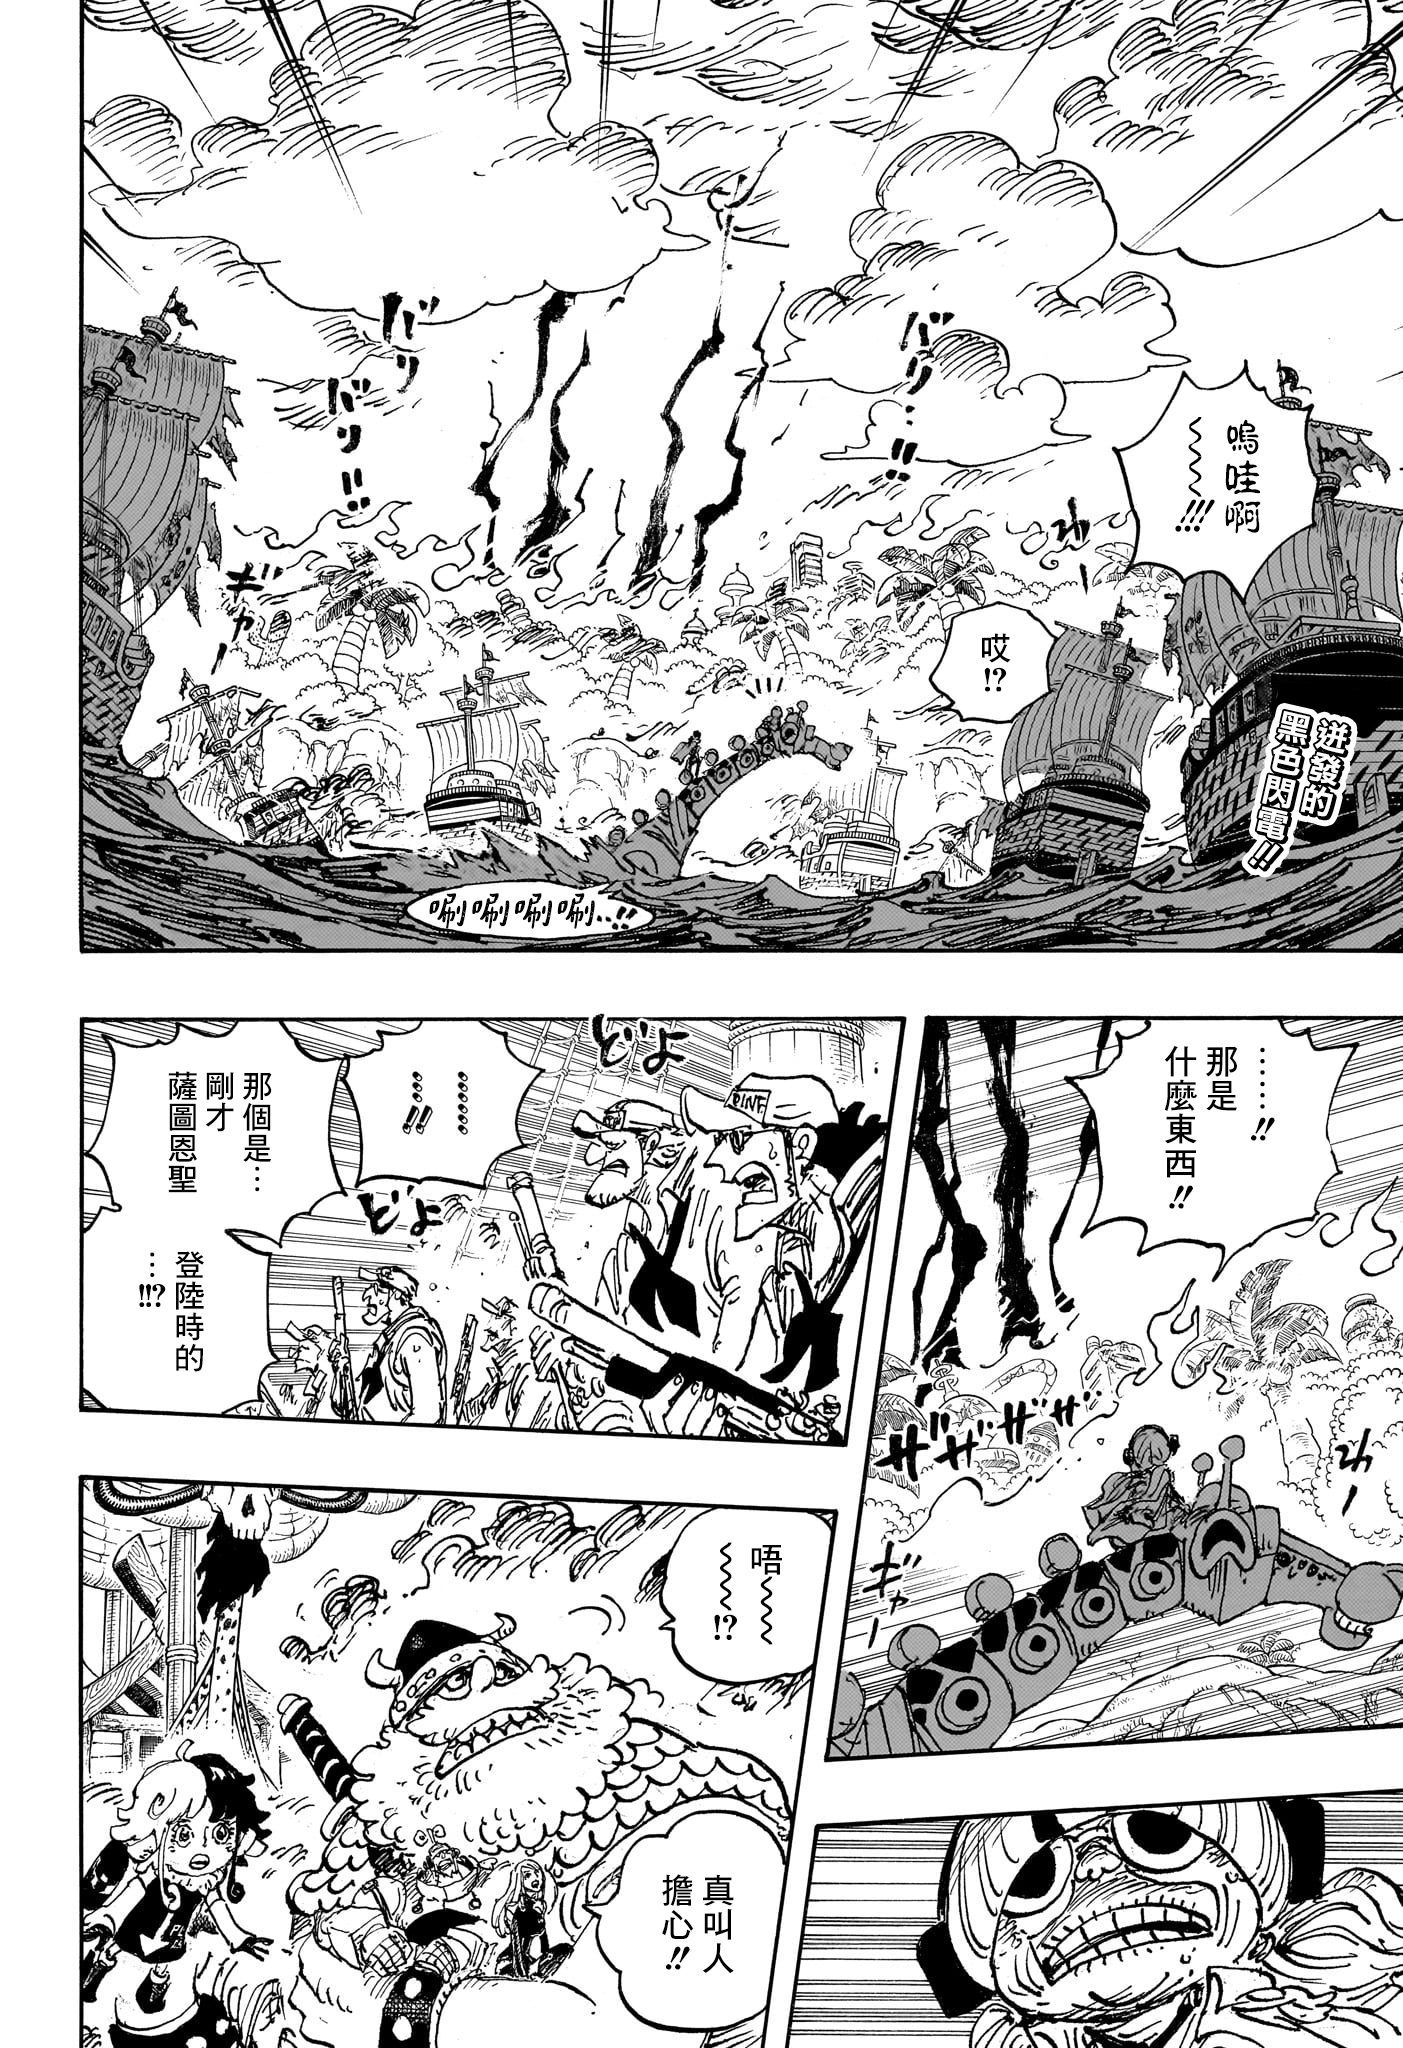 迸發的
黑色閃電!!!
嗚哇啊
～～～!!!
哎
!?
バリ…!!
バリ!!
バリ
ギャー
唰唰唰唰…!!
……!!
那是
什麼東西!!
ザザザザ
ギャー
どよ
どよ
……
…!!
那個是…
剛才
薩圖恩聖
登陸時的
…!!?
唔～～
～～～!?
真叫人
擔心!!